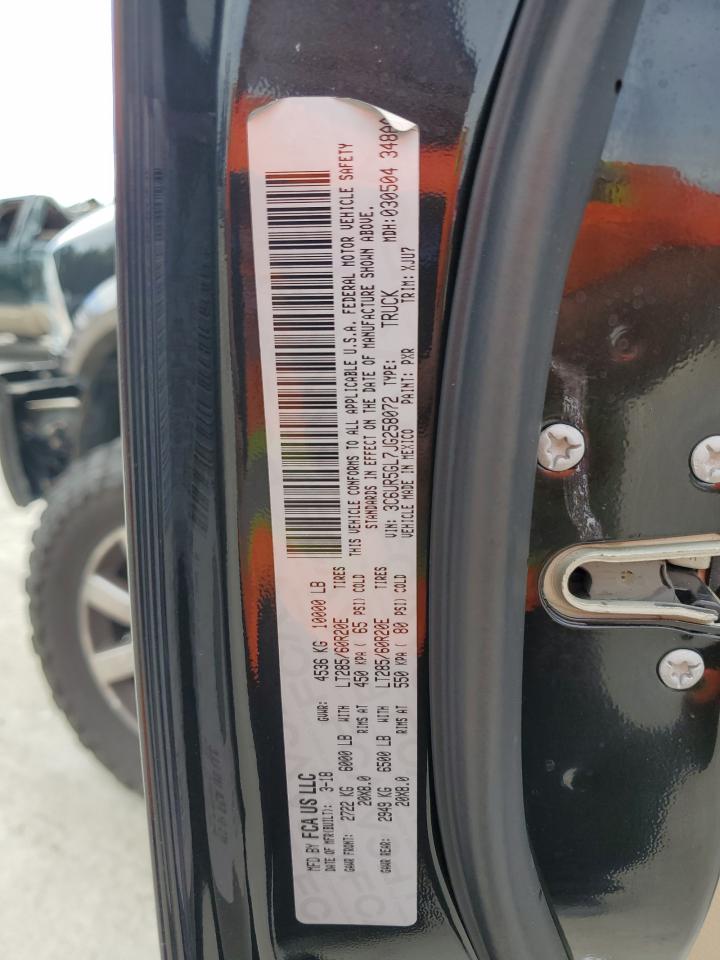 MFD BY FCA US LLC
DATE OF MFR(BUILT): 3-18 GVWR: 4536 KG 10000 LB
GAWR FRONT: 2722 KG 6000 LB WITH LT285/60R20E TIRES
20X8.0 RIMS AT 450 KPA( 65 PSI) COLD
GAWR REAR: 2949 KG 6500 LB WITH LT285/60R20E TIRES
20X8.0 RIMS AT 550 KPA( 80 PSI) COLD
THIS VEHICLE CONFORMS TO ALL APPLICABLE U.S.A. FEDERAL MOTOR VEHICLE SAFETY
STANDARDS IN EFFECT ON THE DATE OF MANUFACTURE SHOWN ABOVE.
VIN: 3C6UR5GL7JG258072 TYPE: TRUCK MDH:030504
VEHICLE MADE IN MEXICO PAINT: PXR TRIM: XJU7